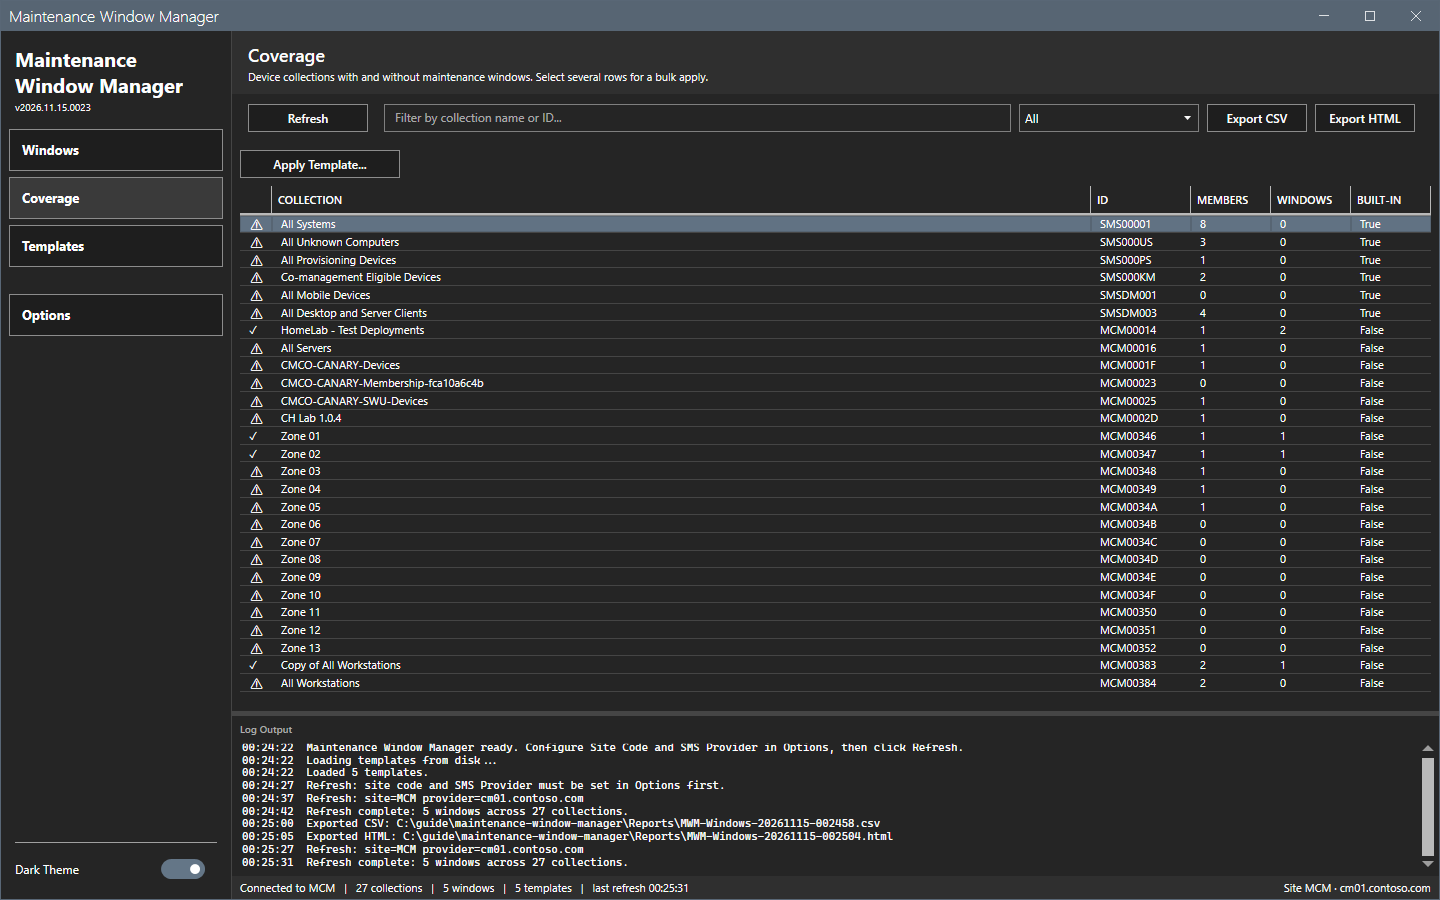 Maintenance Window Manager
Maintenance
Window Manager
v2026.11.15.0023
Windows
Coverage
Templates
Options
Dark Theme
Coverage
Device collections with and without maintenance windows. Select several rows for a bulk apply.
Refresh Filter by collection name or ID... All Export CSV Export HTML
Apply Template...
COLLECTION ID MEMBERS WINDOWS BUILT-IN
All Systems SMS00001 8 0 True
All Unknown Computers SMS000US 3 0 True
All Provisioning Devices SMS000PS 1 0 True
Co-management Eligible Devices SMS000KM 2 0 True
All Mobile Devices SMSDM001 0 0 True
All Desktop and Server Clients SMSDM003 4 0 True
✓ HomeLab - Test Deployments MCM00014 1 2 False
All Servers MCM00016 1 0 False
CMCO-CANARY-Devices MCM0001F 1 0 False
CMCO-CANARY-Membership-fca10a6c4b MCM00023 0 0 False
CMCO-CANARY-SWU-Devices MCM00025 1 0 False
CH Lab 1.0.4 MCM0002D 1 0 False
✓ Zone 01 MCM00346 1 1 False
✓ Zone 02 MCM00347 1 1 False
Zone 03 MCM00348 1 0 False
Zone 04 MCM00349 1 0 False
Zone 05 MCM0034A 1 0 False
Zone 06 MCM0034B 0 0 False
Zone 07 MCM0034C 0 0 False
Zone 08 MCM0034D 0 0 False
Zone 09 MCM0034E 0 0 False
Zone 10 MCM0034F 0 0 False
Zone 11 MCM00350 0 0 False
Zone 12 MCM00351 0 0 False
Zone 13 MCM00352 0 0 False
✓ Copy of All Workstations MCM00383 2 1 False
All Workstations MCM00384 2 0 False
Log Output
00:24:22 Maintenance Window Manager ready. Configure Site Code and SMS Provider in Options, then click Refresh.
00:24:22 Loading templates from disk...
00:24:22 Loaded 5 templates.
00:24:27 Refresh: site code and SMS Provider must be set in Options first.
00:24:37 Refresh: site=MCM provider=cm01.contoso.com
00:24:42 Refresh complete: 5 windows across 27 collections.
00:25:00 Exported CSV: C:\guide\maintenance-window-manager\Reports\MWM-Windows-20261115-002458.csv
00:25:05 Exported HTML: C:\guide\maintenance-window-manager\Reports\MWM-Windows-20261115-002504.html
00:25:27 Refresh: site=MCM provider=cm01.contoso.com
00:25:31 Refresh complete: 5 windows across 27 collections.
Connected to MCM | 27 collections | 5 windows | 5 templates | last refresh 00:25:31 Site MCM · cm01.contoso.com